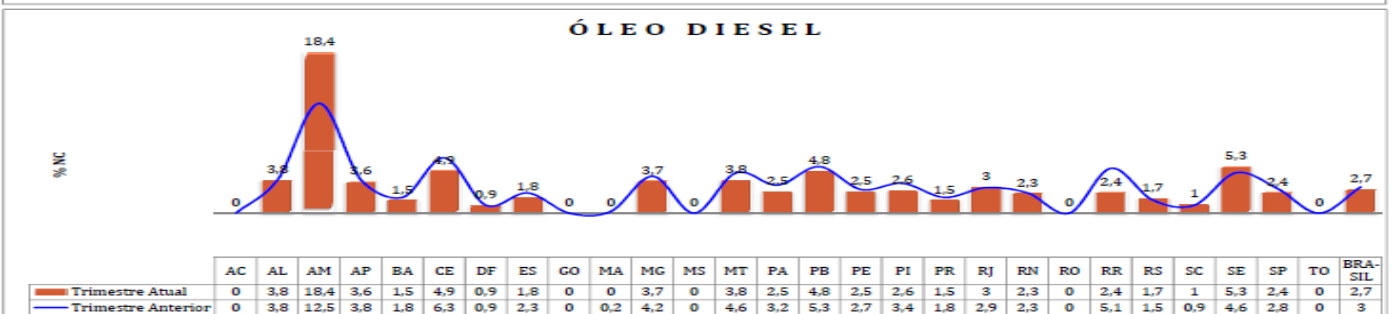 ÓLEO DIESEL
% NC
18,4
0 3,8 3,6 1,5 4,9 0,9 1,8 0 0 3,7 0 3,8 2,5 4,8 2,5 2,6 1,5 3 2,3 0 2,4 1,7 1 5,3 2,4 0 2,7
AC AL AM AP BA CE DF ES GO MA MG MS MT PA PB PE PI PR RJ RN RO RR RS SC SE SP TO BRA-
SIL
Trimestre Atual 0 3,8 18,4 3,6 1,5 4,9 0,9 1,8 0 0 3,7 0 3,8 2,5 4,8 2,5 2,6 1,5 3 2,3 0 2,4 1,7 1 5,3 2,4 0 2,7
Trimestre Anterior 0 3,8 12,5 3,8 1,8 6,3 0,9 2,3 0 0,2 4,2 0 4,6 3,2 5,3 2,7 3,4 1,8 2,9 2,3 0 5,1 1,5 0,9 4,6 2,8 0 3